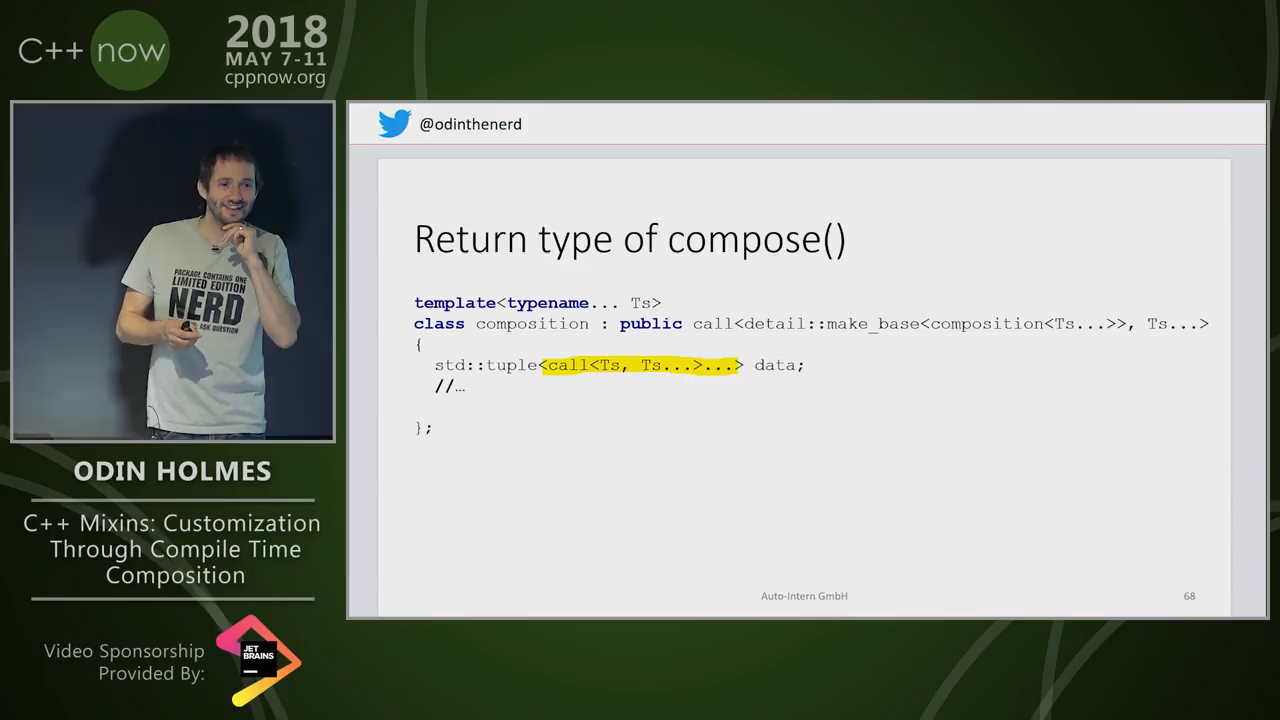 C++ now
2018
MAY 7-11
cppnow.org
@odinthenerd
Return type of compose()
template<typename... Ts>
class composition : public call<detail::make_base<composition<Ts...>>, Ts...>
{
std::tuple<call<Ts, Ts...>...> data;
//…
};
Auto-Intern GmbH
68
PACKAGE CONTAINS ONE
LIMITED EDITION
NERD
ASK QUESTION
ODIN HOLMES
C++ Mixins: Customization
Through Compile Time
Composition
Video Sponsorship
Provided By:
JET
BRAINS